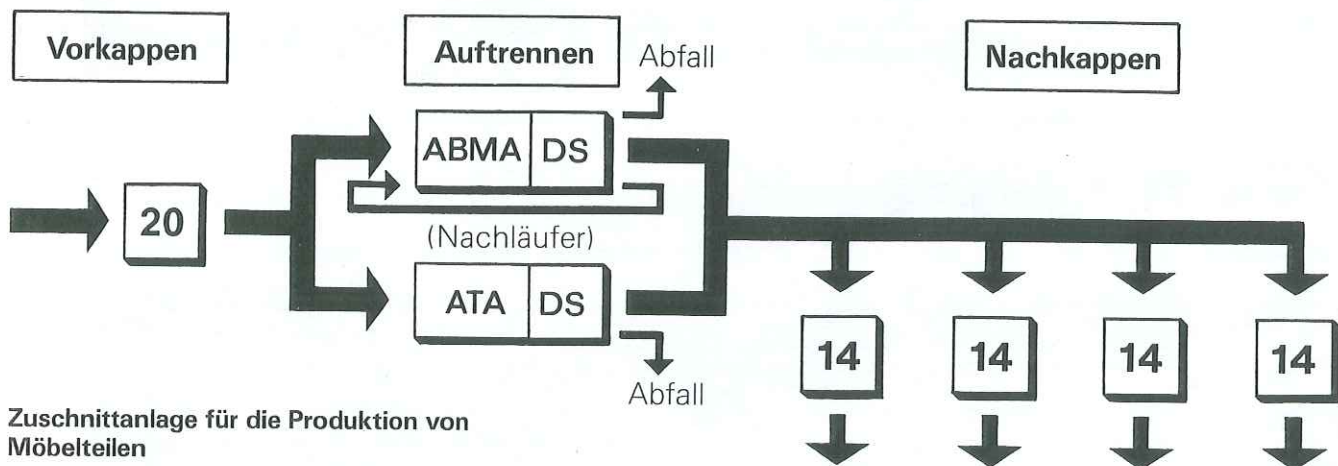 Vorkappen
Auftrennen
Nachkappen
Abfall
ABMA DS
20
(Nachläufer)
ATA DS
14 14 14 14
Abfall
Zuschnittanlage für die Produktion von
Möbelteilen